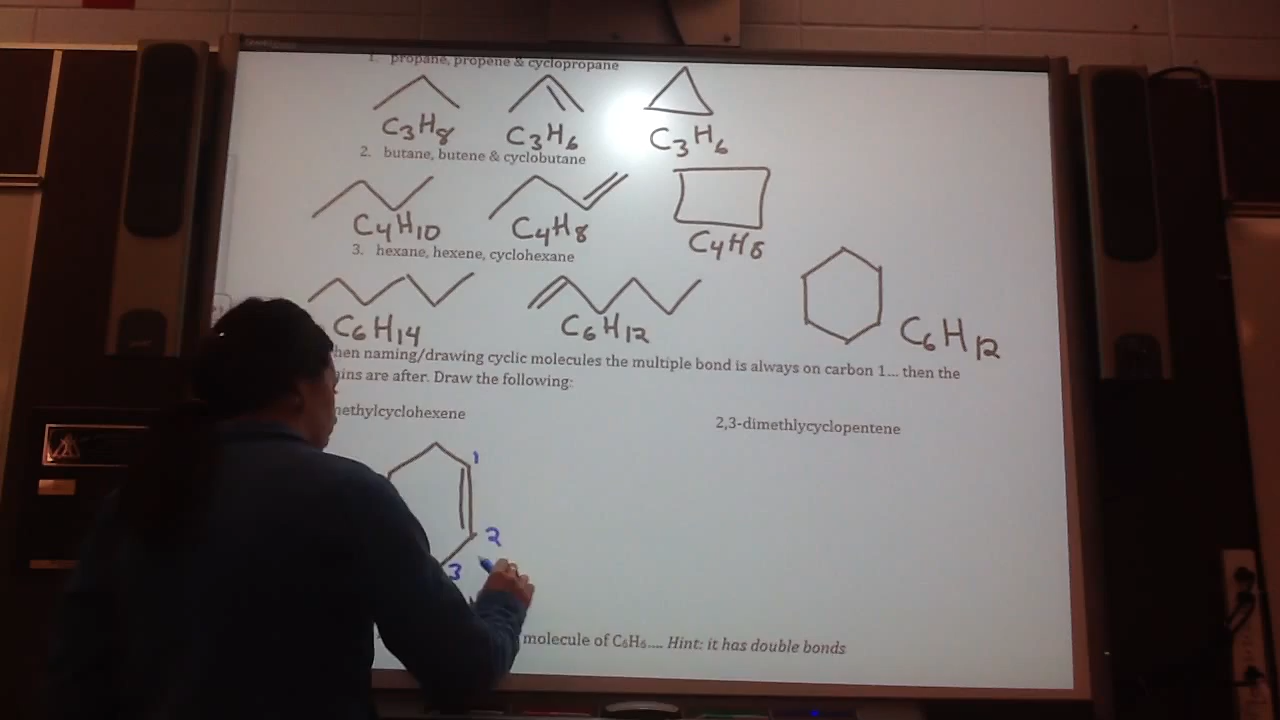 1. propane, propene & cyclopropane
C3H8 C3H6 C3H6
2. butane, butene & cyclobutane
C4H10 C4H8 C4H8
3. hexane, hexene, cyclohexane
C6H14 C6H12 C6H12
hen naming/drawing cyclic molecules the multiple bond is always on carbon 1... then the
ains are after. Draw the following:
methylcyclohexene 2,3-dimethlycyclopentene
1
2
3
molecule of C6H6.... Hint: it has double bonds